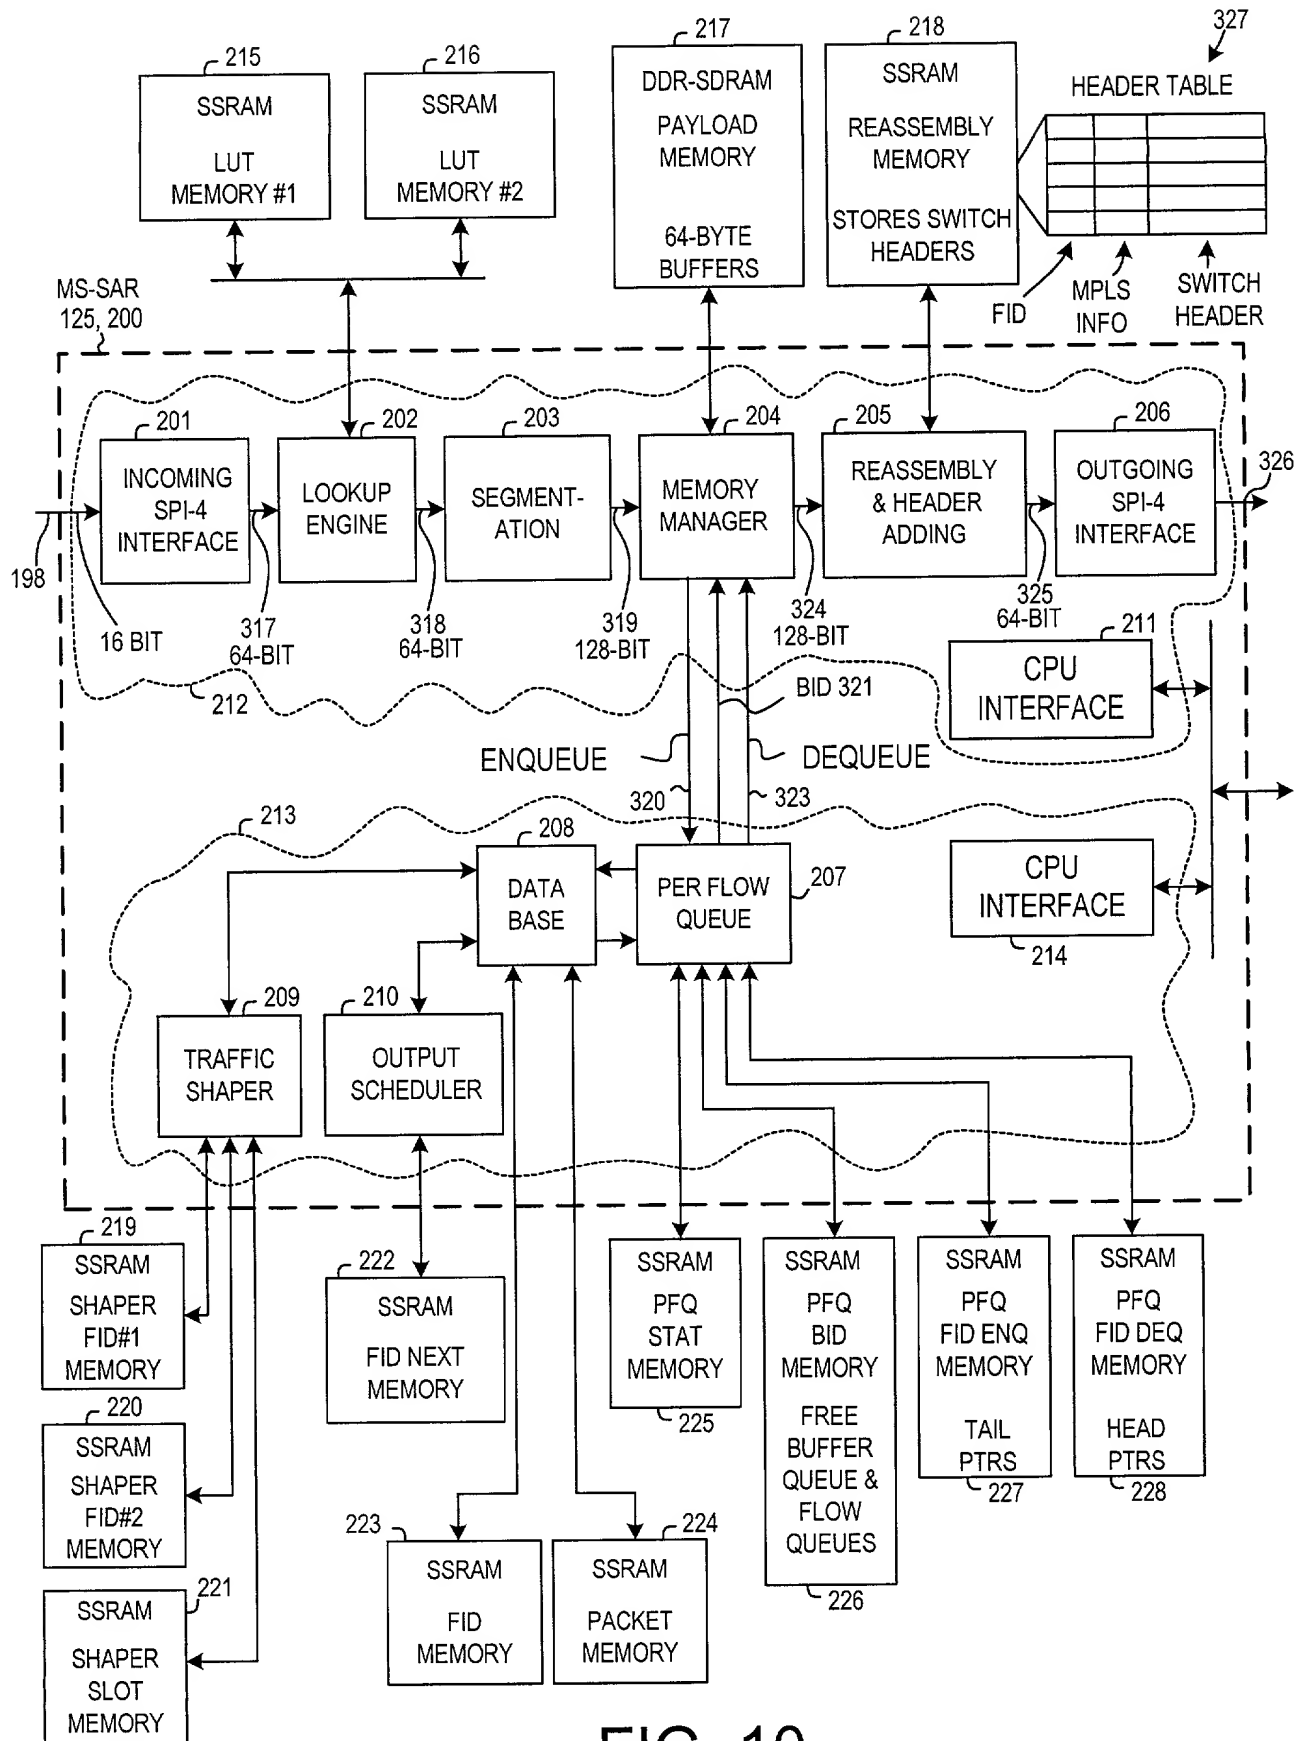 327
217
218
215
216
HEADER TABLE
SSRAM
LUT
MEMORY #1
SSRAM
LUT
MEMORY #2
DDR-SDRAM
PAYLOAD
MEMORY
64-BYTE
BUFFERS
SSRAM
REASSEMBLY
MEMORY
STORES SWITCH
HEADERS
FID
MPLS
INFO
SWITCH
HEADER
MS-SAR
125, 200
201
202
203
204
205
206
INCOMING
SPI-4
INTERFACE
LOOKUP
ENGINE
SEGMENT-
ATION
MEMORY
MANAGER
REASSEMBLY
& HEADER
ADDING
OUTGOING
SPI-4
INTERFACE
326
198
16 BIT
317
64-BIT
318
64-BIT
319
128-BIT
324
128-BIT
325
64-BIT
211
CPU
INTERFACE
212
BID 321
ENQUEUE
DEQUEUE
320
323
213
208
DATA
BASE
PER FLOW
QUEUE
207
CPU
INTERFACE
214
209
210
TRAFFIC
SHAPER
OUTPUT
SCHEDULER
219
SSRAM
SHAPER
FID#1
MEMORY
222
SSRAM
FID NEXT
MEMORY
SSRAM
PFQ
STAT
MEMORY
225
SSRAM
PFQ
BID
MEMORY
FREE
BUFFER
QUEUE &
FLOW
QUEUES
226
SSRAM
PFQ
FID ENQ
MEMORY
TAIL
PTRS
227
SSRAM
PFQ
FID DEQ
MEMORY
HEAD
PTRS
228
220
SSRAM
SHAPER
FID#2
MEMORY
223
SSRAM
FID
MEMORY
224
SSRAM
PACKET
MEMORY
221
SSRAM
SHAPER
SLOT
MEMORY
FIG. 10